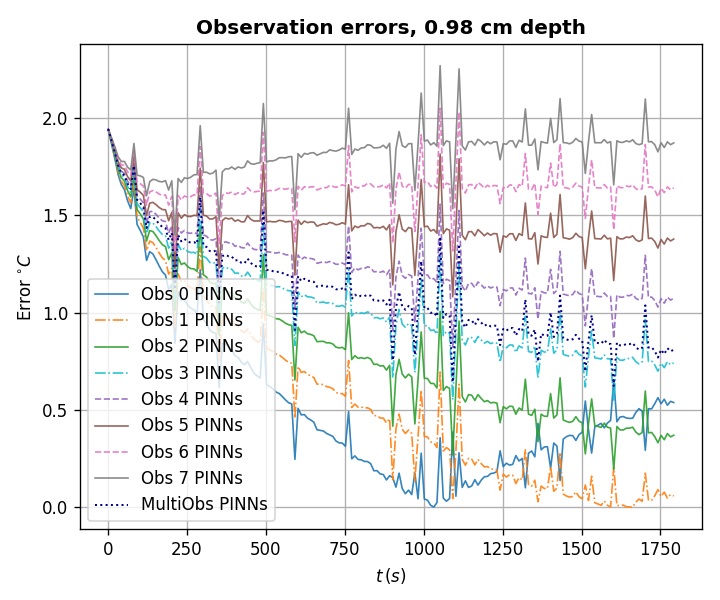 Observation errors, 0.98 cm depth
Error °C
2.0
1.5
1.0
0.5
0.0
Obs 0 PINNs
Obs 1 PINNs
Obs 2 PINNs
Obs 3 PINNs
Obs 4 PINNs
Obs 5 PINNs
Obs 6 PINNs
Obs 7 PINNs
MultiObs PINNs
0 250 500 750 1000 1250 1500 1750
t (s)